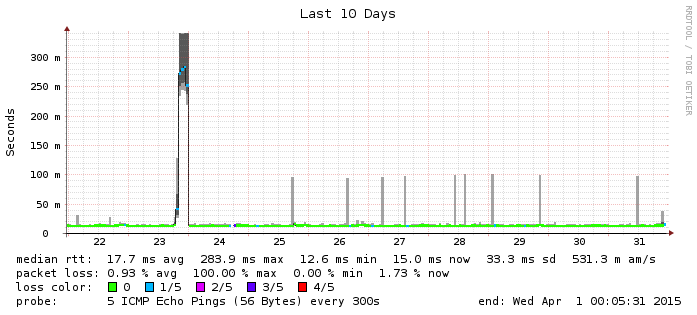 Last 10 Days
RRDTOOL / TOBI OETIKER
Seconds
300 m
250 m
200 m
150 m
100 m
50 m
0
22 23 24 25 26 27 28 29 30 31
median rtt: 17.7 ms avg 283.9 ms max 12.6 ms min 15.0 ms now 33.3 ms sd 531.3 m am/s
packet loss: 0.93 % avg 100.00 % max 0.00 % min 1.73 % now
loss color: 0 1/5 2/5 3/5 4/5
probe: 5 ICMP Echo Pings (56 Bytes) every 300s end: Wed Apr 1 00:05:31 2015